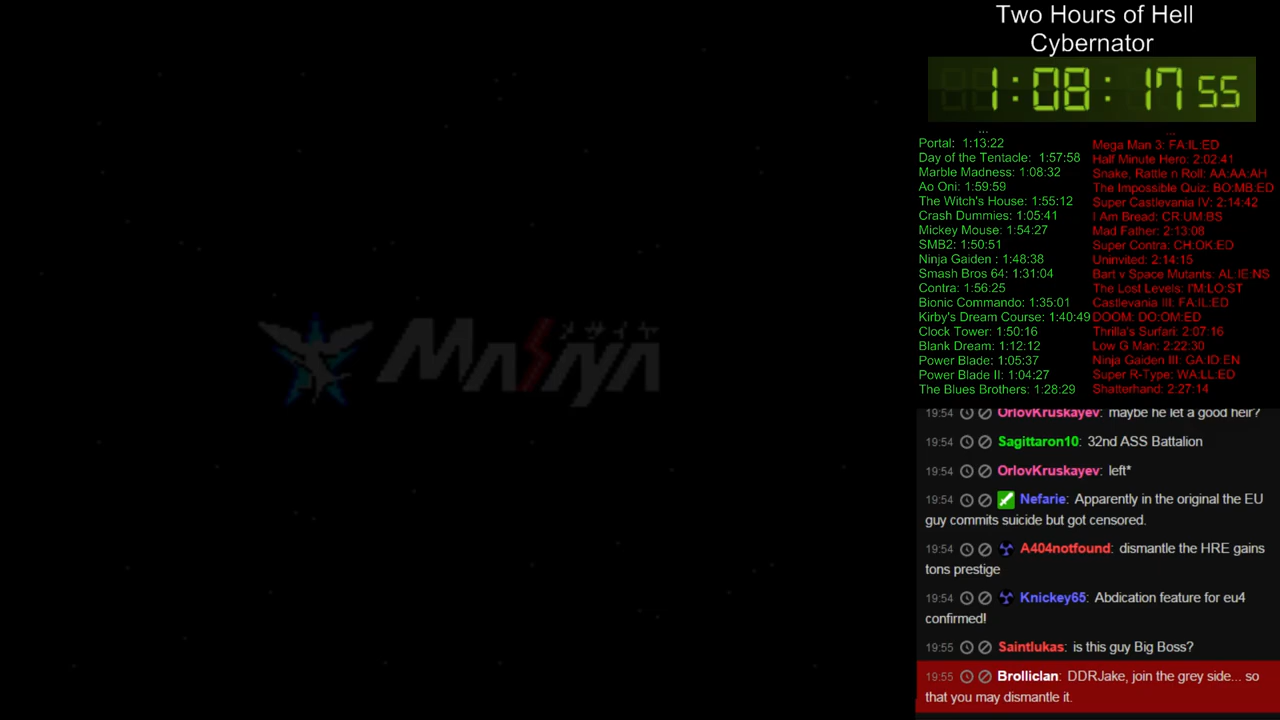 Two Hours of Hell
Cybernator
1:08:17 55
...
Portal: 1:13:22
Day of the Tentacle: 1:57:58
Marble Madness: 1:08:32
Ao Oni: 1:59:59
The Witch's House: 1:55:12
Crash Dummies: 1:05:41
Mickey Mouse: 1:54:27
SMB2: 1:50:51
Ninja Gaiden : 1:48:38
Smash Bros 64: 1:31:04
Contra: 1:56:25
Bionic Commando: 1:35:01
Kirby's Dream Course: 1:40:49
Clock Tower: 1:50:16
Blank Dream: 1:12:12
Power Blade: 1:05:37
Power Blade II: 1:04:27
The Blues Brothers: 1:28:29
...
Mega Man 3: FA:IL:ED
Half Minute Hero: 2:02:41
Snake, Rattle n Roll: AA:AA:AH
The Impossible Quiz: BO:MB:ED
Super Castlevania IV: 2:14:42
I Am Bread: CR:UM:BS
Mad Father: 2:13:08
Super Contra: CH:OK:ED
Uninvited: 2:14:15
Bart v Space Mutants: AL:IE:NS
The Lost Levels: I'M:LO:ST
Castlevania III: FA:IL:ED
DOOM: DO:OM:ED
Thrilla's Surfari: 2:07:16
Low G Man: 2:22:30
Ninja Gaiden III: GA:ID:EN
Super R-Type: WA:LL:ED
Shatterhand: 2:27:14
メサイヤ
MASIYA
19:54 OrlovKruskayev: maybe he let a good heir?
19:54 Sagittaron10: 32nd ASS Battalion
19:54 OrlovKruskayev: left*
19:54 Nefarie: Apparently in the original the EU
guy commits suicide but got censored.
19:54 A404notfound: dismantle the HRE gains
tons prestige
19:54 Knickey65: Abdication feature for eu4
confirmed!
19:55 Saintlukas: is this guy Big Boss?
19:55 Brolliclan: DDRJake, join the grey side... so
that you may dismantle it.